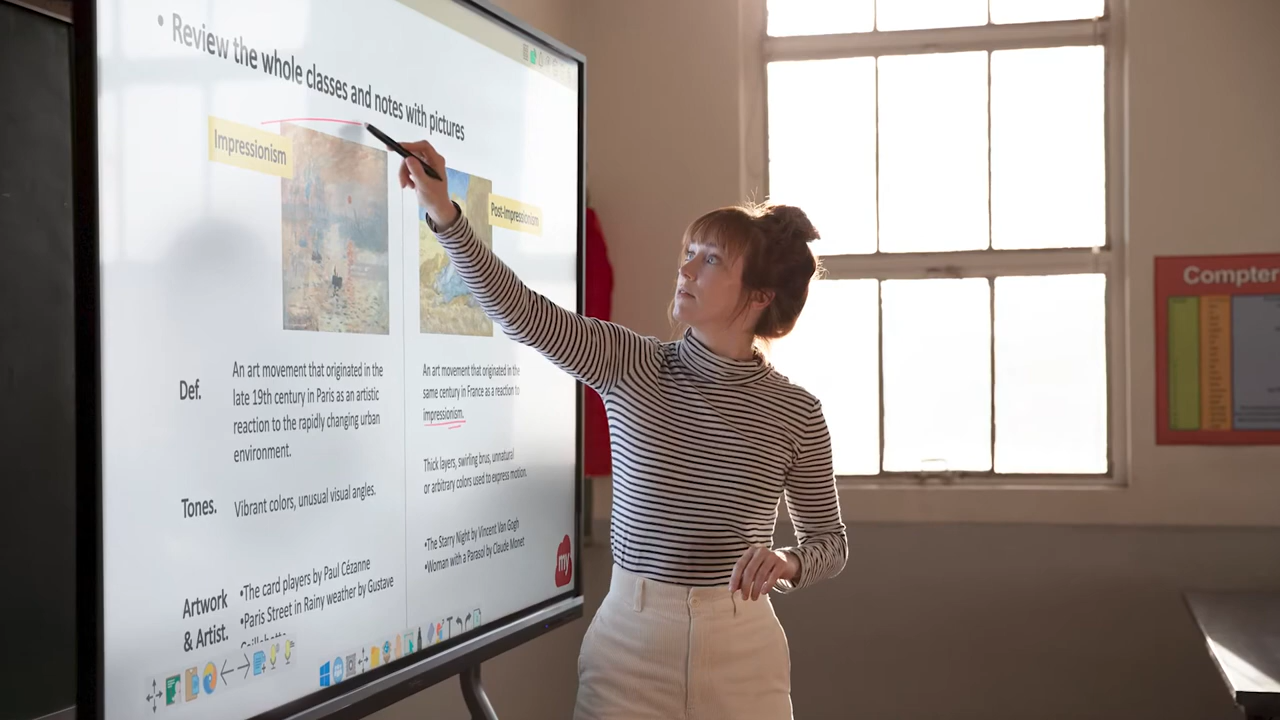 • Review the whole classes and notes with pictures
Impressionism
Post-Impressionism
Def.
An art movement that originated in the
late 19th century in Paris as an artistic
reaction to the rapidly changing urban
environment.
An art movement that originated in the
same century in France as a reaction to
impressionism.
Tones.
Vibrant colors, unusual visual angles.
Thick layers, swirling brus, unnatural
or arbitrary colors used to express motion.
Artwork
& Artist.
•The card players by Paul Cézanne
•Paris Street in Rainy weather by Gustave
•The Starry Night by Vincent Van Gogh
•Woman with a Parasol by Claude Monet
my
Compter